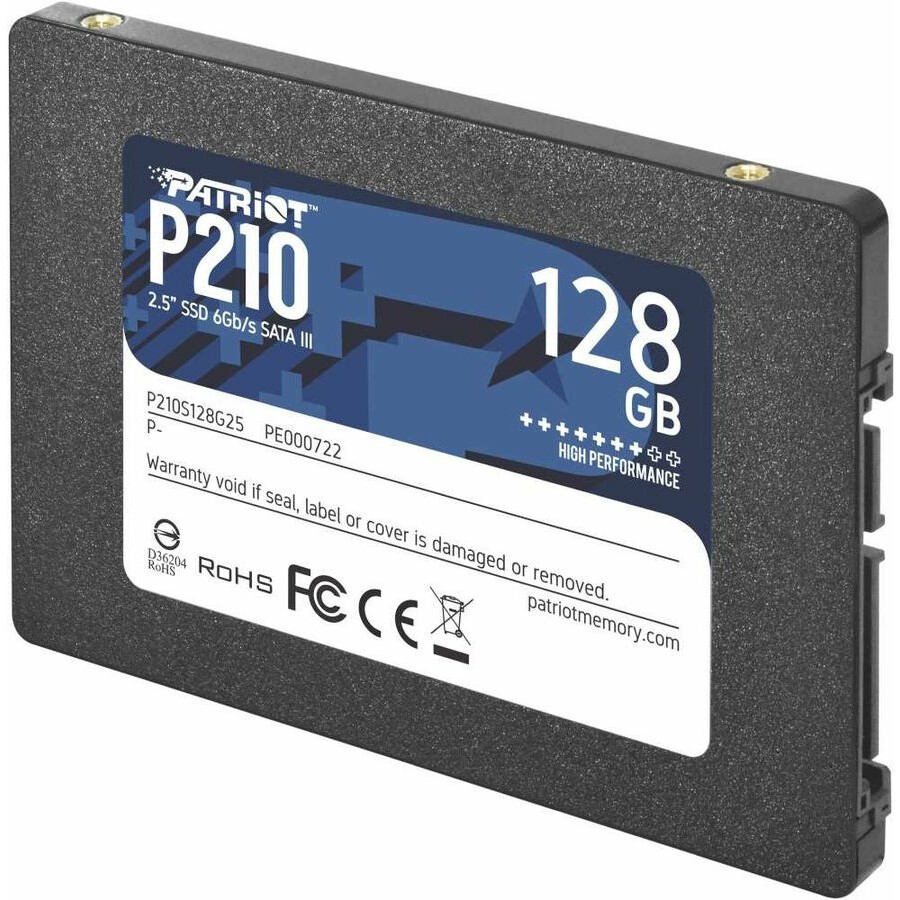 PATRIOT™
P210
2.5" SSD 6Gb/s SATA III
128
GB
HIGH PERFORMANCE
P210S128G25 PE000722
P-
Warranty void if seal, label or cover is damaged or removed.
patriotmemory.com
D36204
RoHS
RoHS
FC CE